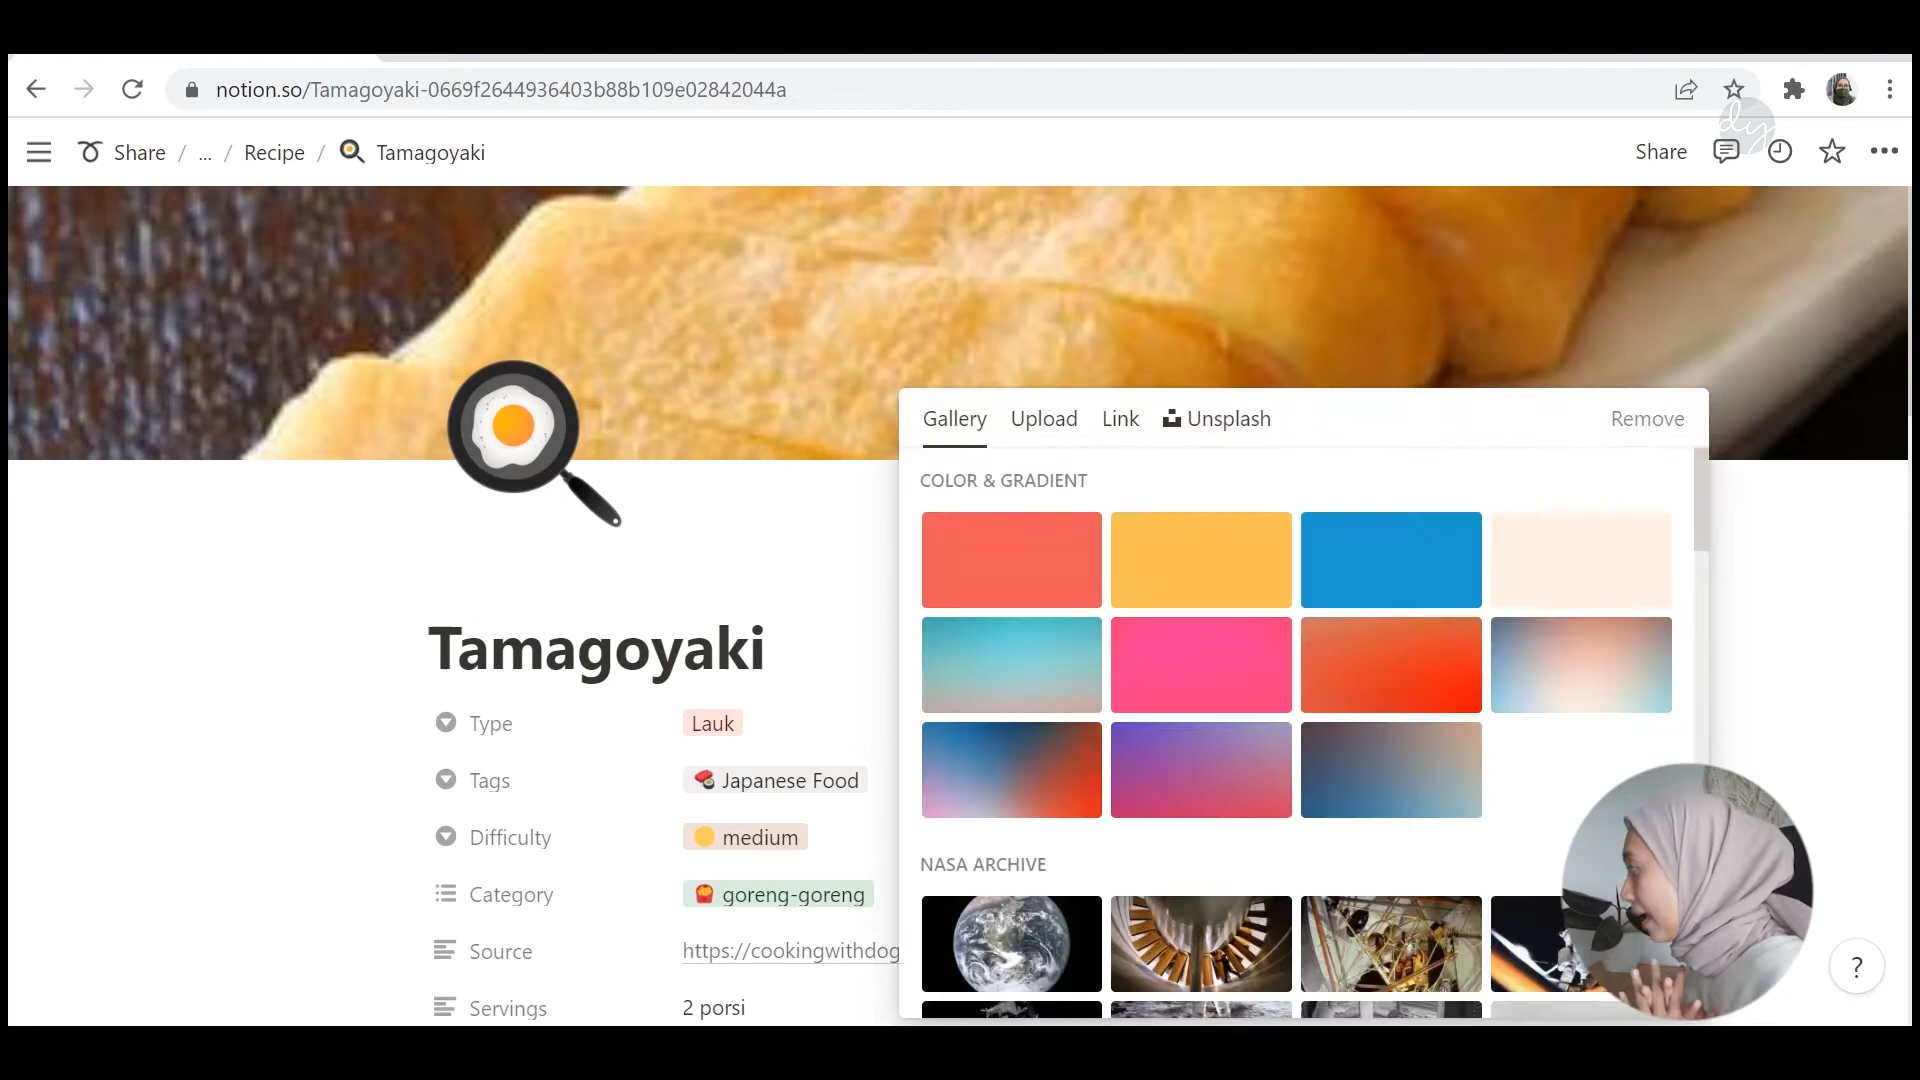 notion.so/Tamagoyaki-0669f2644936403b88b109e02842044a
Share / ... / Recipe / Tamagoyaki
Share
dy
Gallery Upload Link Unsplash Remove
COLOR & GRADIENT
Tamagoyaki
Type Lauk
Tags Japanese Food
Difficulty medium
Category goreng-goreng
NASA ARCHIVE
Source https://cookingwithdog
Servings 2 porsi
?